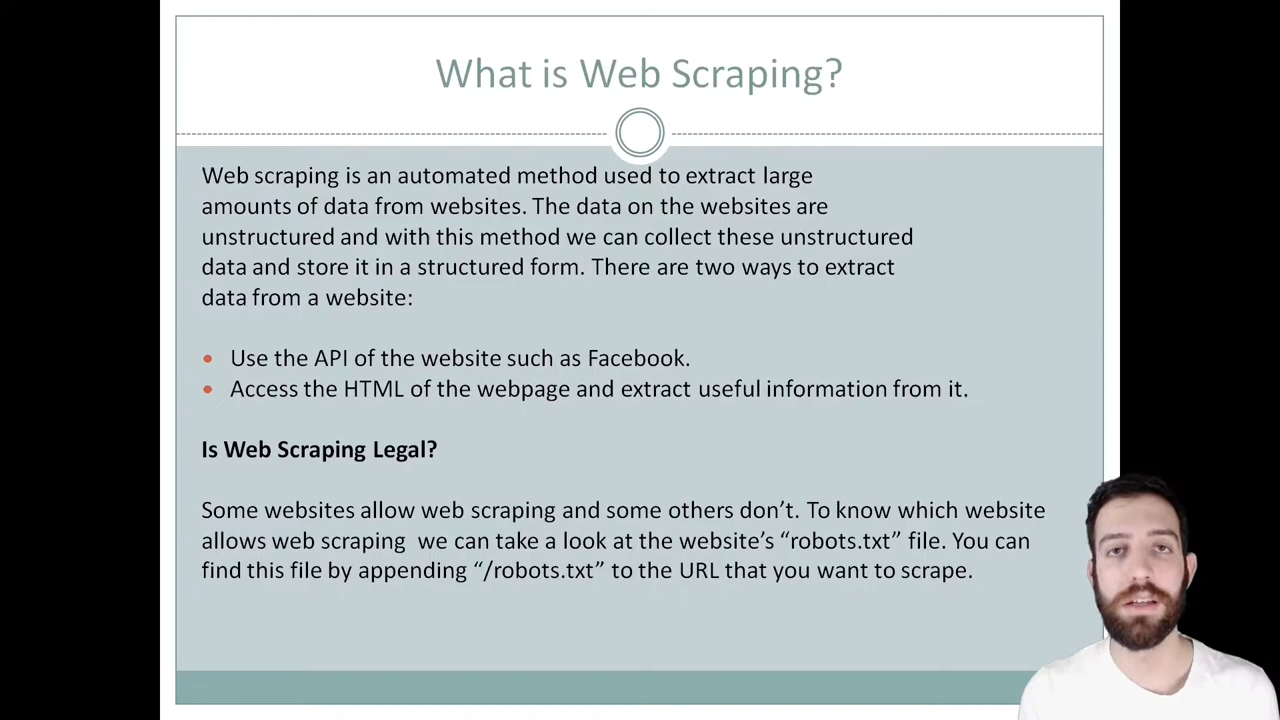 What is Web Scraping?
Web scraping is an automated method used to extract large
amounts of data from websites. The data on the websites are
unstructured and with this method we can collect these unstructured
data and store it in a structured form. There are two ways to extract
data from a website:
• Use the API of the website such as Facebook.
• Access the HTML of the webpage and extract useful information from it.
Is Web Scraping Legal?
Some websites allow web scraping and some others don’t. To know which website
allows web scraping  we can take a look at the website’s “robots.txt” file. You can
find this file by appending “/robots.txt” to the URL that you want to scrape.